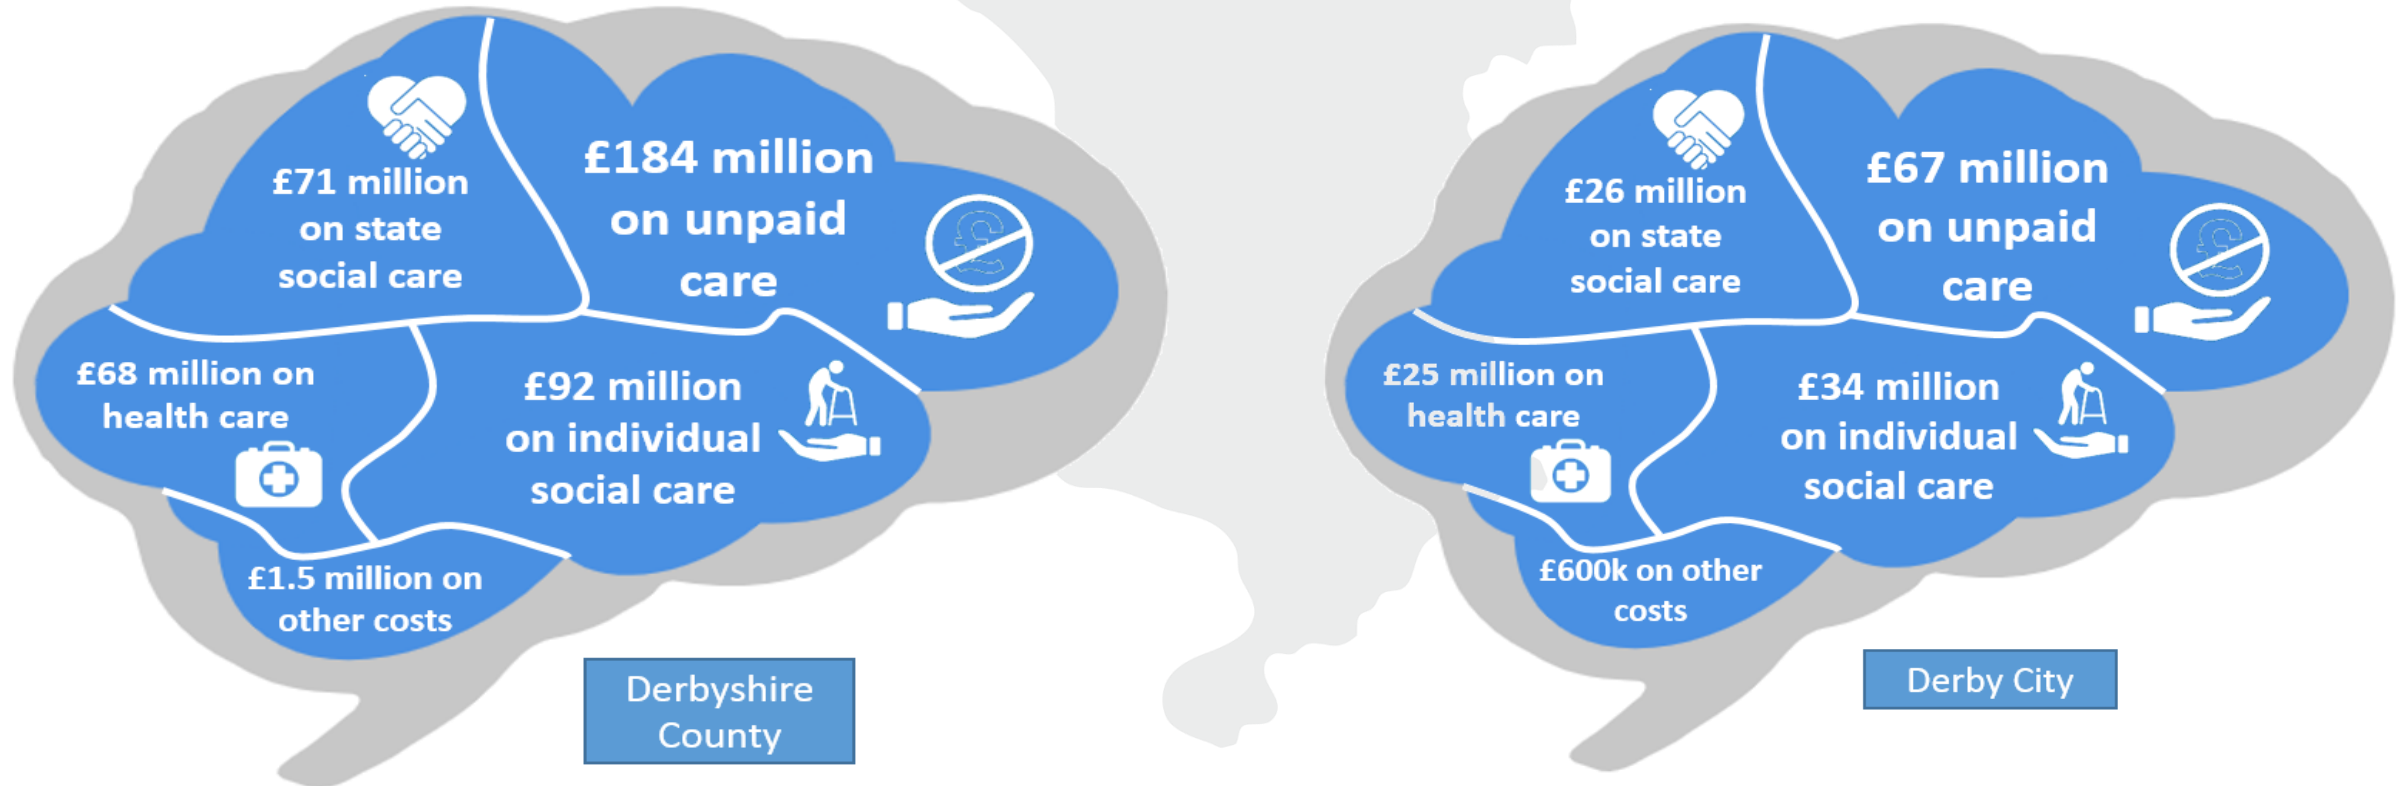 £71 million
on state
social care
£184 million
on unpaid
care
£68 million on
health care
£92 million
on individual
social care
£1.5 million on
other costs
Derbyshire
County
£26 million
on state
social care
£67 million
on unpaid
care
£25 million on
health care
£34 million
on individual
social care
£600k on other
costs
Derby City